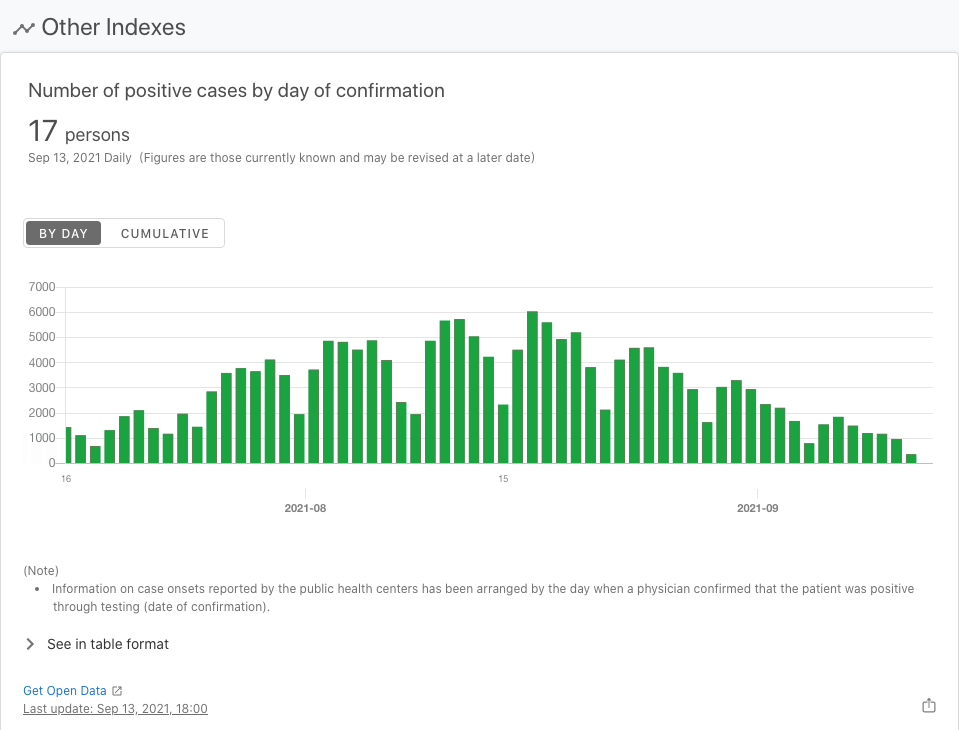 Other Indexes
Number of positive cases by day of confirmation
17 persons
Sep 13, 2021 Daily (Figures are those currently known and may be revised at a later date)
BY DAY CUMULATIVE
7000
6000
5000
4000
3000
2000
1000
0
16 15
2021-08 2021-09
(Note)
• Information on case onsets reported by the public health centers has been arranged by the day when a physician confirmed that the patient was positive
through testing (date of confirmation).
See in table format
Get Open Data
Last update: Sep 13, 2021, 18:00